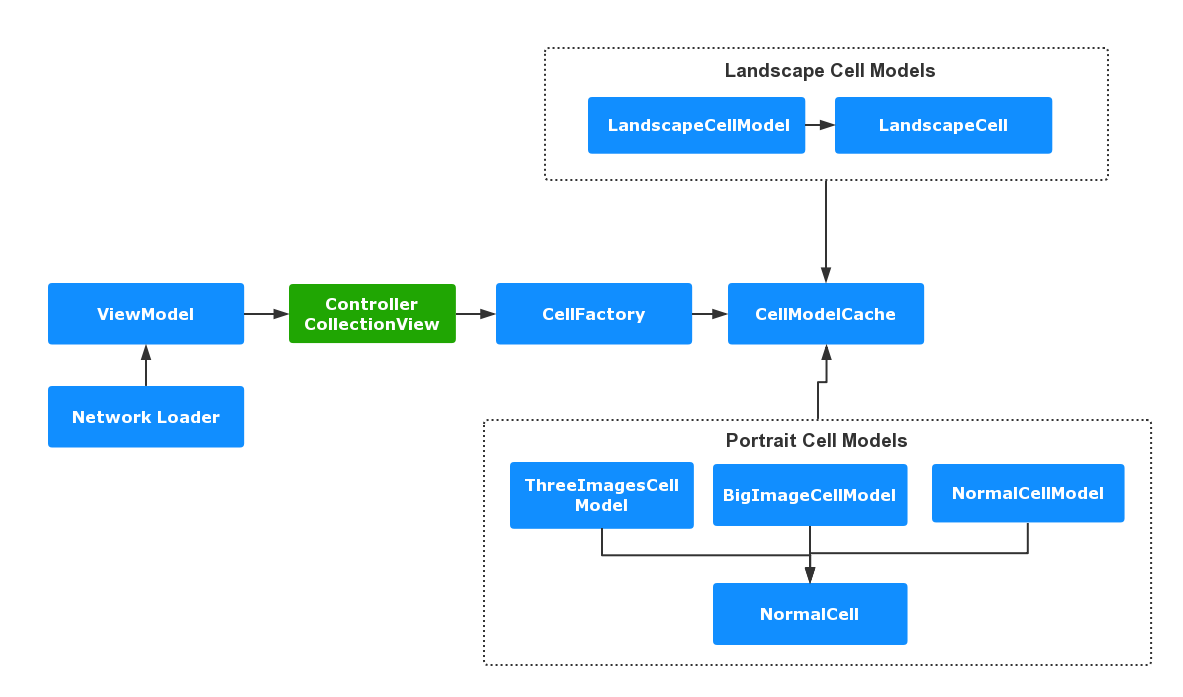 Landscape Cell Models
LandscapeCellModel
LandscapeCell
ViewModel
Controller
CollectionView
CellFactory
CellModelCache
Network Loader
Portrait Cell Models
ThreeImagesCell
Model
BigImageCellModel
NormalCellModel
NormalCell